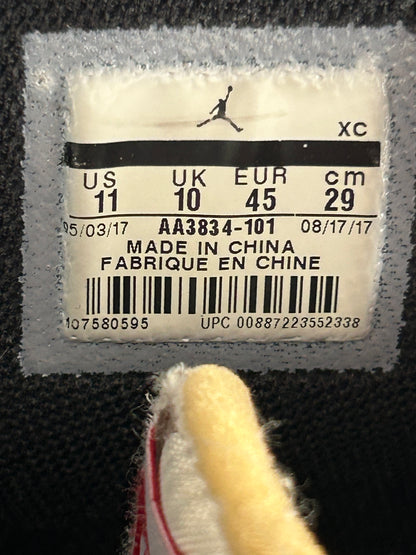 XC
US UK EUR cm
11 10 45 29
05/03/17 AA3834-101 08/17/17
MADE IN CHINA
FABRIQUE EN CHINE
107580595 UPC 00887223552338